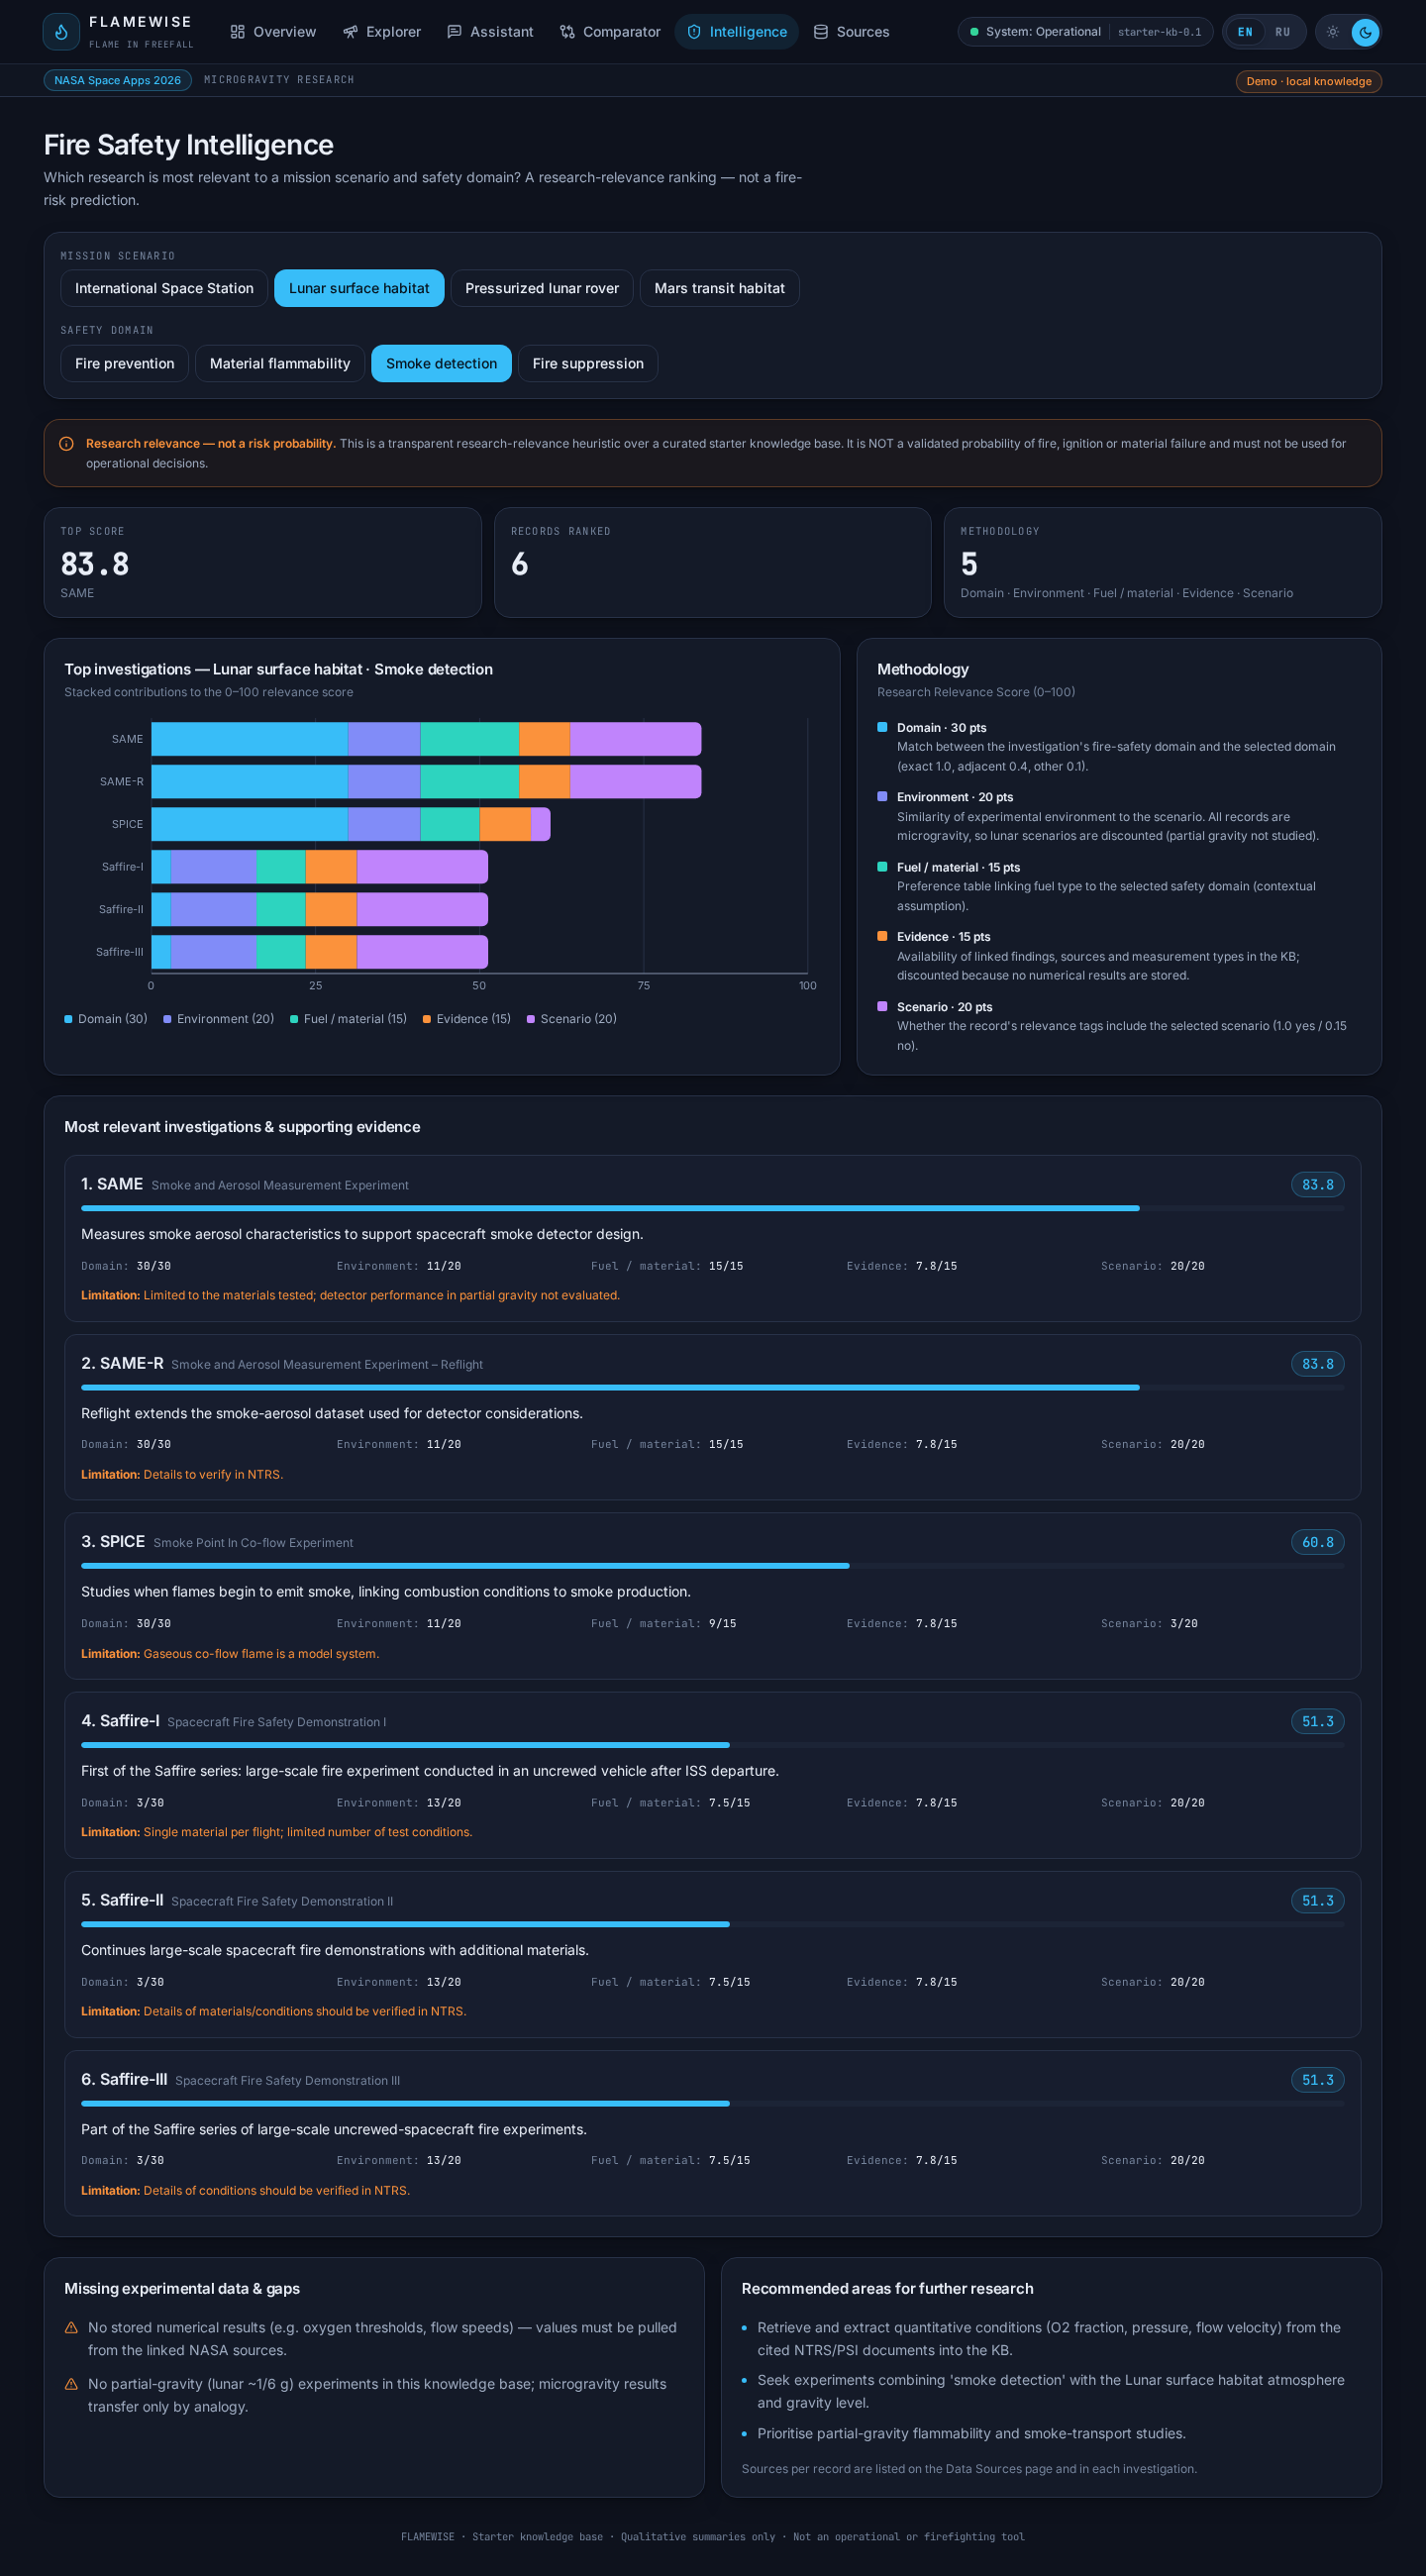 FLAMEWISE
FLAME IN FREEFALL
Overview
Explorer
Assistant
Comparator
Intelligence
Sources
System: Operational
starter-kb-0.1
EN
RU
NASA Space Apps 2026
MICROGRAVITY RESEARCH
Demo · local knowledge
Fire Safety Intelligence
Which research is most relevant to a mission scenario and safety domain? A research-relevance ranking — not a fire-
risk prediction.
MISSION SCENARIO
International Space Station
Lunar surface habitat
Pressurized lunar rover
Mars transit habitat
SAFETY DOMAIN
Fire prevention
Material flammability
Smoke detection
Fire suppression
Research relevance — not a risk probability. This is a transparent research-relevance heuristic over a curated starter knowledge base. It is NOT a validated probability of fire, ignition or material failure and must not be used for
operational decisions.
TOP SCORE
83.8
SAME
RECORDS RANKED
6
METHODOLOGY
5
Domain · Environment · Fuel / material · Evidence · Scenario
Top investigations — Lunar surface habitat · Smoke detection
Stacked contributions to the 0–100 relevance score
SAME
SAME-R
SPICE
Saffire-I
Saffire-II
Saffire-III
0
25
50
75
100
Domain (30)
Environment (20)
Fuel / material (15)
Evidence (15)
Scenario (20)
Methodology
Research Relevance Score (0–100)
Domain · 30 pts
Match between the investigation's fire-safety domain and the selected domain
(exact 1.0, adjacent 0.4, other 0.1).
Environment · 20 pts
Similarity of experimental environment to the scenario. All records are
microgravity, so lunar scenarios are discounted (partial gravity not studied).
Fuel / material · 15 pts
Preference table linking fuel type to the selected safety domain (contextual
assumption).
Evidence · 15 pts
Availability of linked findings, sources and measurement types in the KB;
discounted because no numerical results are stored.
Scenario · 20 pts
Whether the record's relevance tags include the selected scenario (1.0 yes / 0.15
no).
Most relevant investigations & supporting evidence
1. SAME Smoke and Aerosol Measurement Experiment
83.8
Measures smoke aerosol characteristics to support spacecraft smoke detector design.
Domain: 30/30 Environment: 11/20 Fuel / material: 15/15 Evidence: 7.8/15 Scenario: 20/20
Limitation: Limited to the materials tested; detector performance in partial gravity not evaluated.
2. SAME-R Smoke and Aerosol Measurement Experiment – Reflight
83.8
Reflight extends the smoke-aerosol dataset used for detector considerations.
Domain: 30/30 Environment: 11/20 Fuel / material: 15/15 Evidence: 7.8/15 Scenario: 20/20
Limitation: Details to verify in NTRS.
3. SPICE Smoke Point In Co-flow Experiment
60.8
Studies when flames begin to emit smoke, linking combustion conditions to smoke production.
Domain: 30/30 Environment: 11/20 Fuel / material: 9/15 Evidence: 7.8/15 Scenario: 3/20
Limitation: Gaseous co-flow flame is a model system.
4. Saffire-I Spacecraft Fire Safety Demonstration I
51.3
First of the Saffire series: large-scale fire experiment conducted in an uncrewed vehicle after ISS departure.
Domain: 3/30 Environment: 13/20 Fuel / material: 7.5/15 Evidence: 7.8/15 Scenario: 20/20
Limitation: Single material per flight; limited number of test conditions.
5. Saffire-II Spacecraft Fire Safety Demonstration II
51.3
Continues large-scale spacecraft fire demonstrations with additional materials.
Domain: 3/30 Environment: 13/20 Fuel / material: 7.5/15 Evidence: 7.8/15 Scenario: 20/20
Limitation: Details of materials/conditions should be verified in NTRS.
6. Saffire-III Spacecraft Fire Safety Demonstration III
51.3
Part of the Saffire series of large-scale uncrewed-spacecraft fire experiments.
Domain: 3/30 Environment: 13/20 Fuel / material: 7.5/15 Evidence: 7.8/15 Scenario: 20/20
Limitation: Details of conditions should be verified in NTRS.
Missing experimental data & gaps
No stored numerical results (e.g. oxygen thresholds, flow speeds) — values must be pulled
from the linked NASA sources.
No partial-gravity (lunar ~1/6 g) experiments in this knowledge base; microgravity results
transfer only by analogy.
Recommended areas for further research
Retrieve and extract quantitative conditions (O2 fraction, pressure, flow velocity) from the
cited NTRS/PSI documents into the KB.
Seek experiments combining 'smoke detection' with the Lunar surface habitat atmosphere
and gravity level.
Prioritise partial-gravity flammability and smoke-transport studies.
Sources per record are listed on the Data Sources page and in each investigation.
FLAMEWISE · Starter knowledge base · Qualitative summaries only · Not an operational or firefighting tool